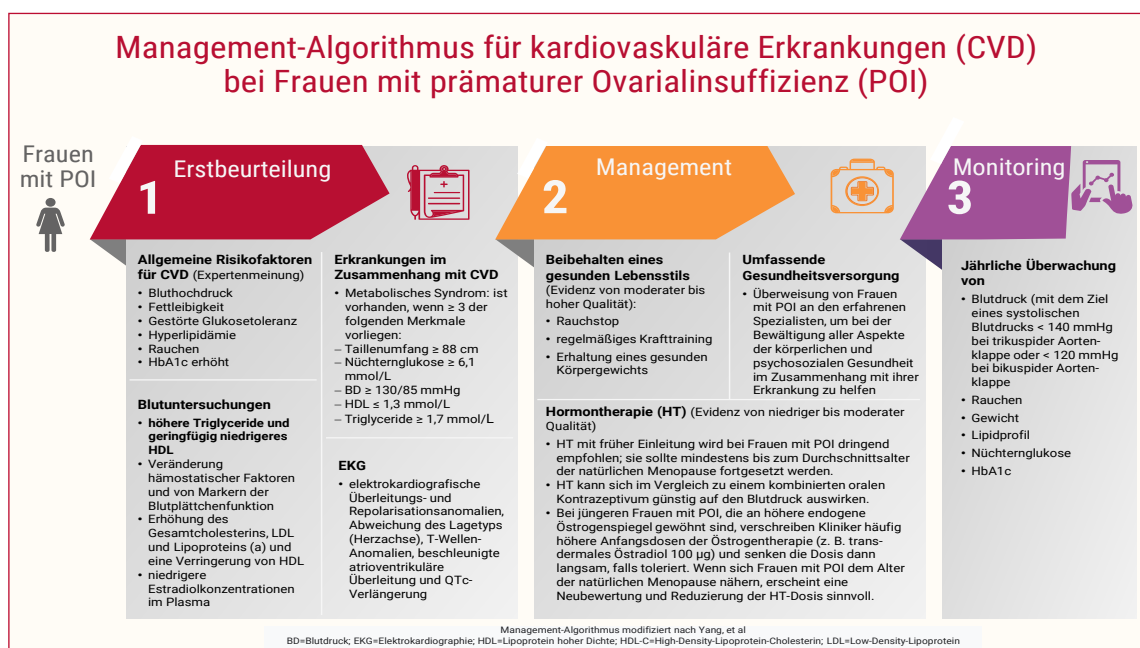 Management-Algorithmus für kardiovaskuläre Erkrankungen (CVD)
bei Frauen mit prämaturer Ovarialinsuffizienz (POI)
Frauen
mit POI
1
Erstbeurteilung
Allgemeine Risikofaktoren
für CVD (Expertenmeinung)
• Bluthochdruck
• Fettleibigkeit
• Gestörte Glukosetoleranz
• Hyperlipidämie
• Rauchen
• HbA1c erhöht
Blutuntersuchungen
• höhere Triglyceride und
geringfügig niedrigeres
HDL
• Veränderung
hämostatischer Faktoren
und von Markern der
Blutplättchenfunktion
• Erhöhung des
Gesamtcholesterins, LDL
und Lipoproteins (a) und
eine Verringerung von HDL
• niedrigere
Estradiolkonzentrationen
im Plasma
Erkrankungen im
Zusammenhang mit CVD
• Metabolisches Syndrom: ist
vorhanden, wenn ≥ 3 der
folgenden Merkmale
vorliegen:
– Taillenumfang ≥ 88 cm
– Nüchternglukose ≥ 6,1
mmol/L
– BD ≥ 130/85 mmHg
– HDL ≤ 1,3 mmol/L
– Triglyceride ≥ 1,7 mmol/L
EKG
• elektrokardiografische
Überleitungs- und
Repolarisationsanomalien,
Abweichung des Lagetyps
(Herzachse), T-Wellen-
Anomalien, beschleunigte
atrioventrikuläre
Überleitung und QTc-
Verlängerung
2
Management
Beibehalten eines
gesunden Lebensstils
(Evidenz von moderater bis
hoher Qualität):
• Rauchstop
• regelmäßiges Krafttraining
• Erhaltung eines gesunden
Körpergewichts
Umfassende
Gesundheitsversorgung
• Überweisung von Frauen
mit POI an den erfahrenen
Spezialisten, um bei der
Bewältigung aller Aspekte
der körperlichen und
psychosozialen Gesundheit
im Zusammenhang mit ihrer
Erkrankung zu helfen
Hormontherapie (HT) (Evidenz von niedriger bis moderater
Qualität)
• HT mit früher Einleitung wird bei Frauen mit POI dringend
empfohlen; sie sollte mindestens bis zum Durchschnittsalter
der natürlichen Menopause fortgesetzt werden.
• HT kann sich im Vergleich zu einem kombinierten oralen
Kontrazeptivum günstig auf den Blutdruck auswirken.
• Bei jüngeren Frauen mit POI, die an höhere endogene
Östrogenspiegel gewöhnt sind, verschreiben Kliniker häufig
höhere Anfangsdosen der Östrogentherapie (z. B. trans-
dermales Östradiol 100 µg) und senken die Dosis dann
langsam, falls toleriert. Wenn sich Frauen mit POI dem Alter
der natürlichen Menopause nähern, erscheint eine
Neubewertung und Reduzierung der HT-Dosis sinnvoll.
Monitoring
3
Jährliche Überwachung
von
• Blutdruck (mit dem Ziel
eines systolischen
Blutdrucks < 140 mmHg
bei trikuspider Aorten-
klappe oder < 120 mmHg
bei bikuspider Aorten-
klappe
• Rauchen
• Gewicht
• Lipidprofil
• Nüchternglukose
• HbA1c
Management-Algorithmus modifiziert nach Yang, et al
BD=Blutdruck; EKG=Elektrokardiographie; HDL=Lipoprotein hoher Dichte; HDL-C=High-Density-Lipoprotein-Cholesterin; LDL=Low-Density-Lipoprotein